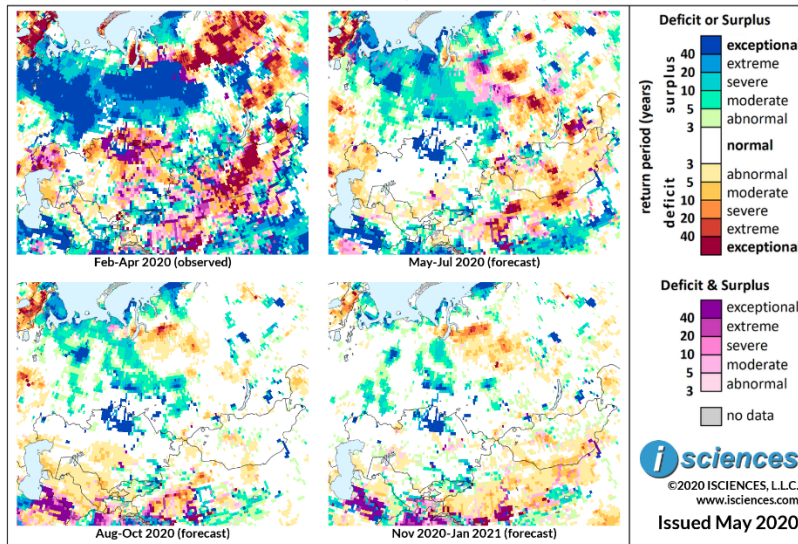 Feb-Apr 2020 (observed)
May-Jul 2020 (forecast)
Aug-Oct 2020 (forecast)
Nov 2020-Jan 2021 (forecast)
Deficit or Surplus
return period (years)
deficit
surplus
40
20
10
5
3
3
5
10
20
40
exceptional
extreme
severe
moderate
abnormal
normal
abnormal
moderate
severe
extreme
exceptional
Deficit & Surplus
40
20
10
5
3
exceptional
extreme
severe
moderate
abnormal
no data
i sciences
©2020 ISCIENCES, L.L.C.
www.isciences.com
Issued May 2020